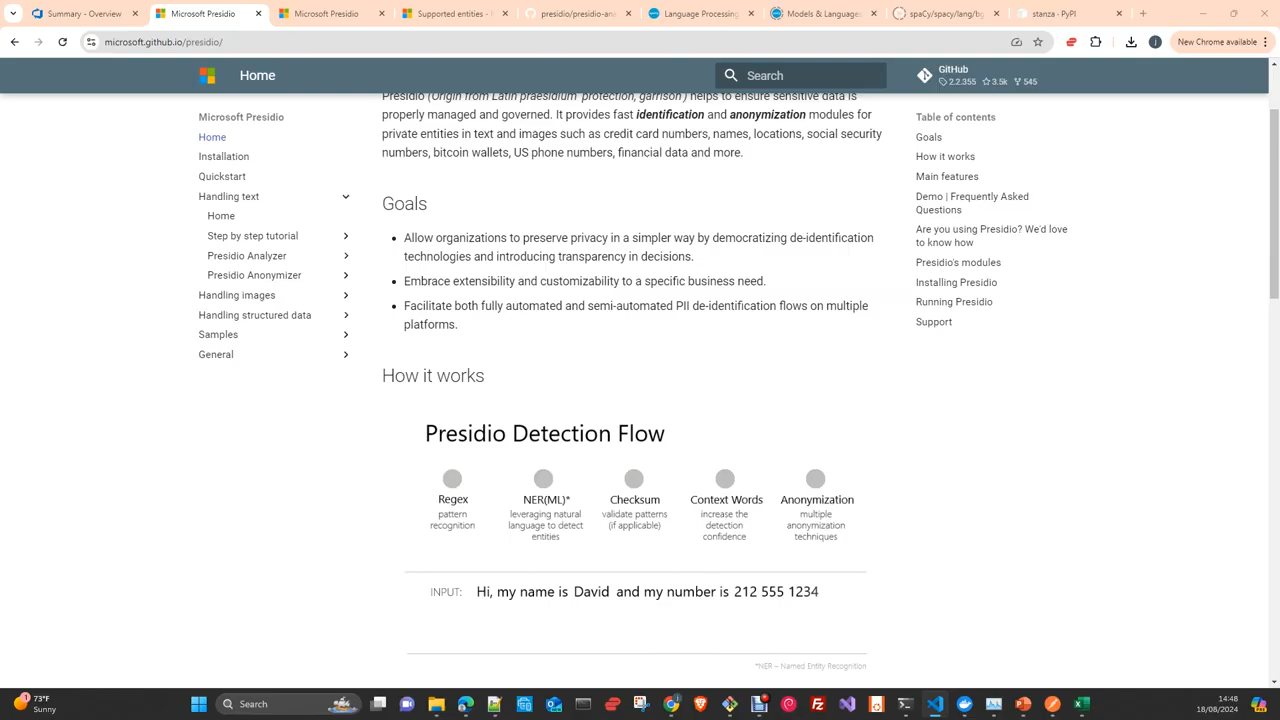 Summary - Overview
Microsoft Presidio
Microsoft Presidio
Supported entities -
presidio/presidio-ana
Language Processing
Models & Languages
spaCy/spacy/lang/bg
stanza · PyPI
microsoft.github.io/presidio/
New Chrome available
Home
Search
GitHub
2.2.355 3.5k 545
Microsoft Presidio
Home
Installation
Quickstart
Handling text
Home
Step by step tutorial
Presidio Analyzer
Presidio Anonymizer
Handling images
Handling structured data
Samples
General
Presidio (Origin from Latin praesidium 'protection, garrison') helps to ensure sensitive data is
properly managed and governed. It provides fast identification and anonymization modules for
private entities in text and images such as credit card numbers, names, locations, social security
numbers, bitcoin wallets, US phone numbers, financial data and more.
Goals
Allow organizations to preserve privacy in a simpler way by democratizing de-identification
technologies and introducing transparency in decisions.
Embrace extensibility and customizability to a specific business need.
Facilitate both fully automated and semi-automated PII de-identification flows on multiple
platforms.
How it works
Presidio Detection Flow
Regex
pattern
recognition
NER(ML)*
leveraging natural
language to detect
entities
Checksum
validate patterns
(if applicable)
Context Words
increase the
detection
confidence
Anonymization
multiple
anonymization
techniques
INPUT: Hi, my name is David and my number is 212 555 1234
*NER – Named Entity Recognition
Table of contents
Goals
How it works
Main features
Demo | Frequently Asked
Questions
Are you using Presidio? We'd love
to know how
Presidio's modules
Installing Presidio
Running Presidio
Support
73°F
Sunny
Search
14:48
18/08/2024